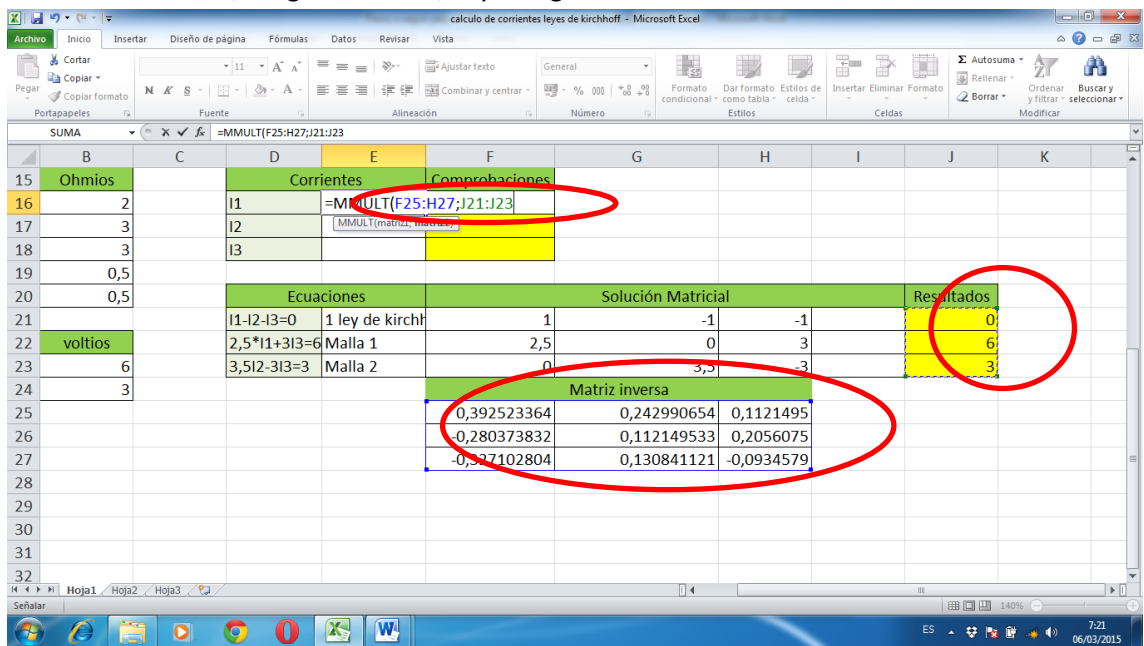 calculo de corrientes leyes de kirchhoff - Microsoft Excel
Archivo Inicio Insertar Diseño de página Fórmulas Datos Revisar Vista
Cortar
Copiar
Copiar formato
Pegar
Portapapeles
11 A A
N K S
Fuente
Ajustar texto
Combinar y centrar
Alineación
General
% 000
Número
Formato condicional
Dar formato como tabla
Estilos de celda
Estilos
Insertar Eliminar Formato
Celdas
Σ Autosuma
Rellenar
Borrar
Ordenar y filtrar
Buscar y seleccionar
Modificar
SUMA fx =MMULT(F25:H27;J21:J23
B C D E F G H I J K
15 Ohmios Corrientes Comprobaciones
16 2 I1 =MMULT(F25:H27;J21:J23
MMULT(matriz1; matriz2)
17 3 I2
18 3 I3
19 0,5
20 0,5 Ecuaciones Solución Matricial Resultados
21 I1-I2-I3=0 1 ley de kirchh 1 -1 -1 0
22 voltios 2,5*I1+3I3=6 Malla 1 2,5 0 3 6
23 6 3,5I2-3I3=3 Malla 2 0 3,5 -3 3
24 3 Matriz inversa
25 0,392523364 0,242990654 0,1121495
26 -0,280373832 0,112149533 0,2056075
27 -0,327102804 0,130841121 -0,0934579
28
29
30
31
32
Hoja1 Hoja2 Hoja3
Señalar 140%
ES 7:21
06/03/2015